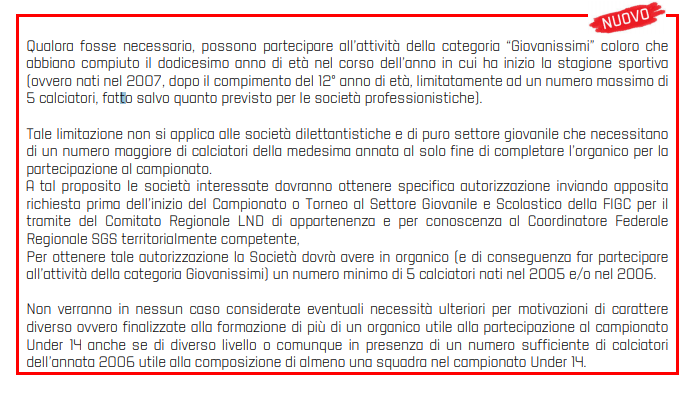 NUOVO
Qualora fosse necessario, possono partecipare all'attività della categoria “Giovanissimi” coloro che
abbiano compiuto il dodicesimo anno di età nel corso dell'anno in cui ha inizio la stagione sportiva
(ovvero nati nel 2007, dopo il compimento del 12° anno di età, limitatamente ad un numero massimo di
5 calciatori, fatto salvo quanto previsto per le società professionistiche).
Tale limitazione non si applica alle società dilettantistiche e di puro settore giovanile che necessitano
di un numero maggiore di calciatori della medesima annata al solo fine di completare l'organico per la
partecipazione al campionato.
A tal proposito le società interessate dovranno ottenere specifica autorizzazione inviando apposita
richiesta prima dell'inizio del Campionato o Torneo al Settore Giovanile e Scolastico della FIGC per il
tramite del Comitato Regionale LND di appartenenza e per conoscenza al Coordinatore Federale
Regionale SGS territorialmente competente,
Per ottenere tale autorizzazione la Società dovrà avere in organico (e di conseguenza far partecipare
all'attività della categoria Giovanissimi) un numero minimo di 5 calciatori nati nel 2005 e/o nel 2006.
Non verranno in nessun caso considerate eventuali necessità ulteriori per motivazioni di carattere
diverso ovvero finalizzate alla formazione di più di un organico utile alla partecipazione al campionato
Under 14 anche se di diverso livello o comunque in presenza di un numero sufficiente di calciatori
dell'annata 2006 utile alla composizione di almeno una squadra nel campionato Under 14.